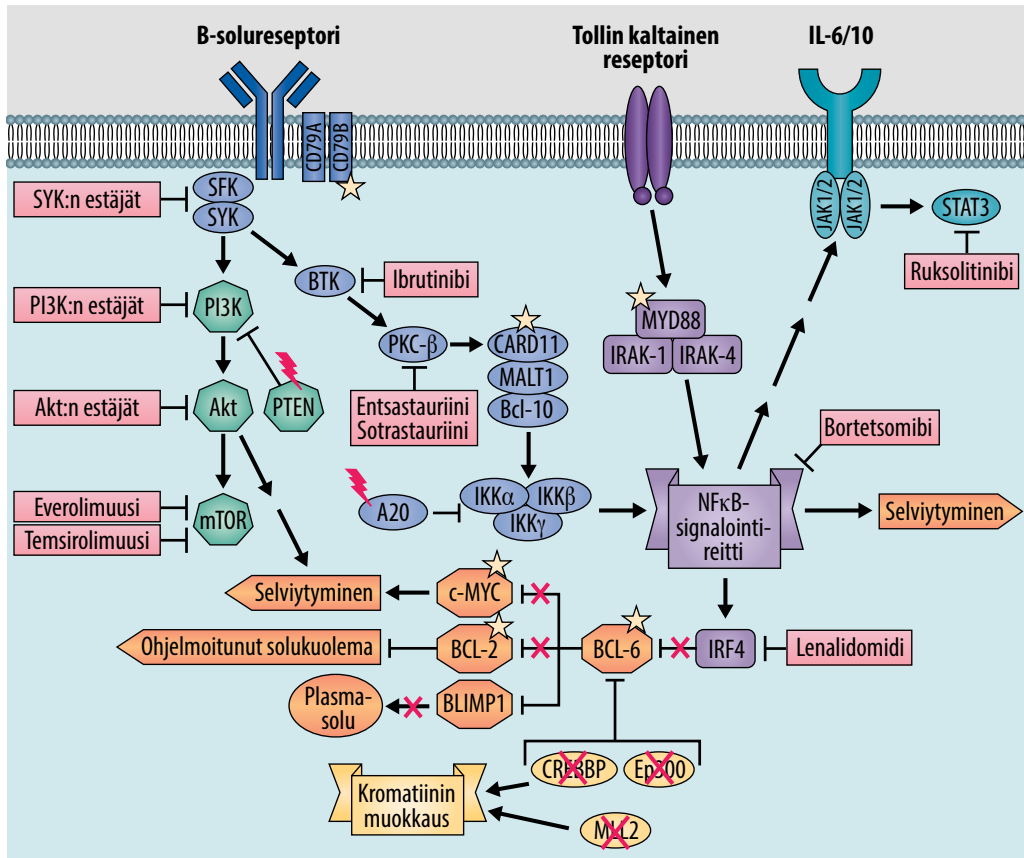 B-solureseptori
Tollin kaltainen
reseptori
IL-6/10
CD79A
CD79B
SYK:n estäjät
SFK
SYK
JAK1/2
JAK1/2
STAT3
Ruksolitinibi
BTK
Ibrutinibi
PI3K:n estäjät
PI3K
MYD88
IRAK-1
IRAK-4
PKC-β
CARD11
MALT1
Bcl-10
Akt:n estäjät
Akt
PTEN
Entsastauriini
Sotrastauriini
Bortetsomibi
Everolimuusi
Temsirolimuusi
mTOR
A20
IKKα
IKKβ
IKKγ
NFκB-
signalointi-
reitti
Selviytyminen
Selviytyminen
c-MYC
Ohjelmoitunut solukuolema
BCL-2
BCL-6
IRF4
Lenalidomidi
Plasma-
solu
BLIMP1
CREBBP
Ep300
Kromatiinin
muokkaus
MLL2